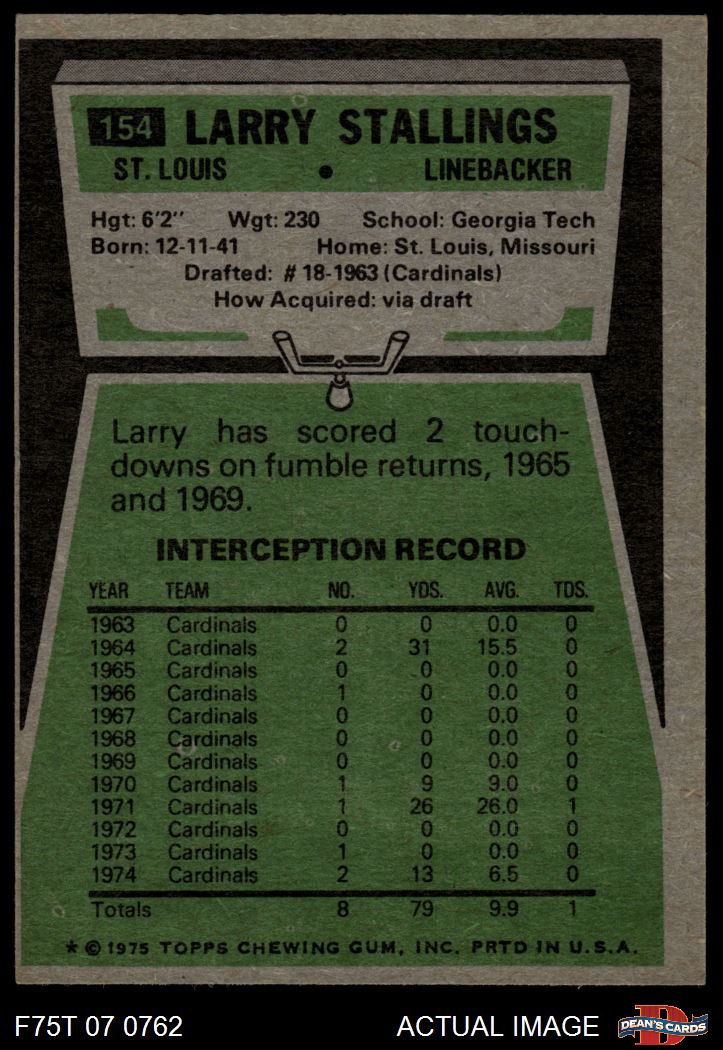 154 LARRY STALLINGS
ST. LOUIS • LINEBACKER
Hgt: 6'2" Wgt: 230 School: Georgia Tech
Born: 12-11-41 Home: St. Louis, Missouri
Drafted: # 18-1963 (Cardinals)
How Acquired: via draft
Larry has scored 2 touch-
downs on fumble returns, 1965
and 1969.
INTERCEPTION RECORD
YEAR TEAM NO. YDS. AVG. TDS.
1963 Cardinals 0 0 0.0 0
1964 Cardinals 2 31 15.5 0
1965 Cardinals 0 0 0.0 0
1966 Cardinals 1 0 0.0 0
1967 Cardinals 0 0 0.0 0
1968 Cardinals 0 0 0.0 0
1969 Cardinals 0 0 0.0 0
1970 Cardinals 1 9 9.0 0
1971 Cardinals 1 26 26.0 1
1972 Cardinals 0 0 0.0 0
1973 Cardinals 1 0 0.0 0
1974 Cardinals 2 13 6.5 0
Totals 8 79 9.9 1
* © 1975 TOPPS CHEWING GUM, INC. PRTD IN U.S.A.
F75T 07 0762 ACTUAL IMAGE D DEAN'S CARDS